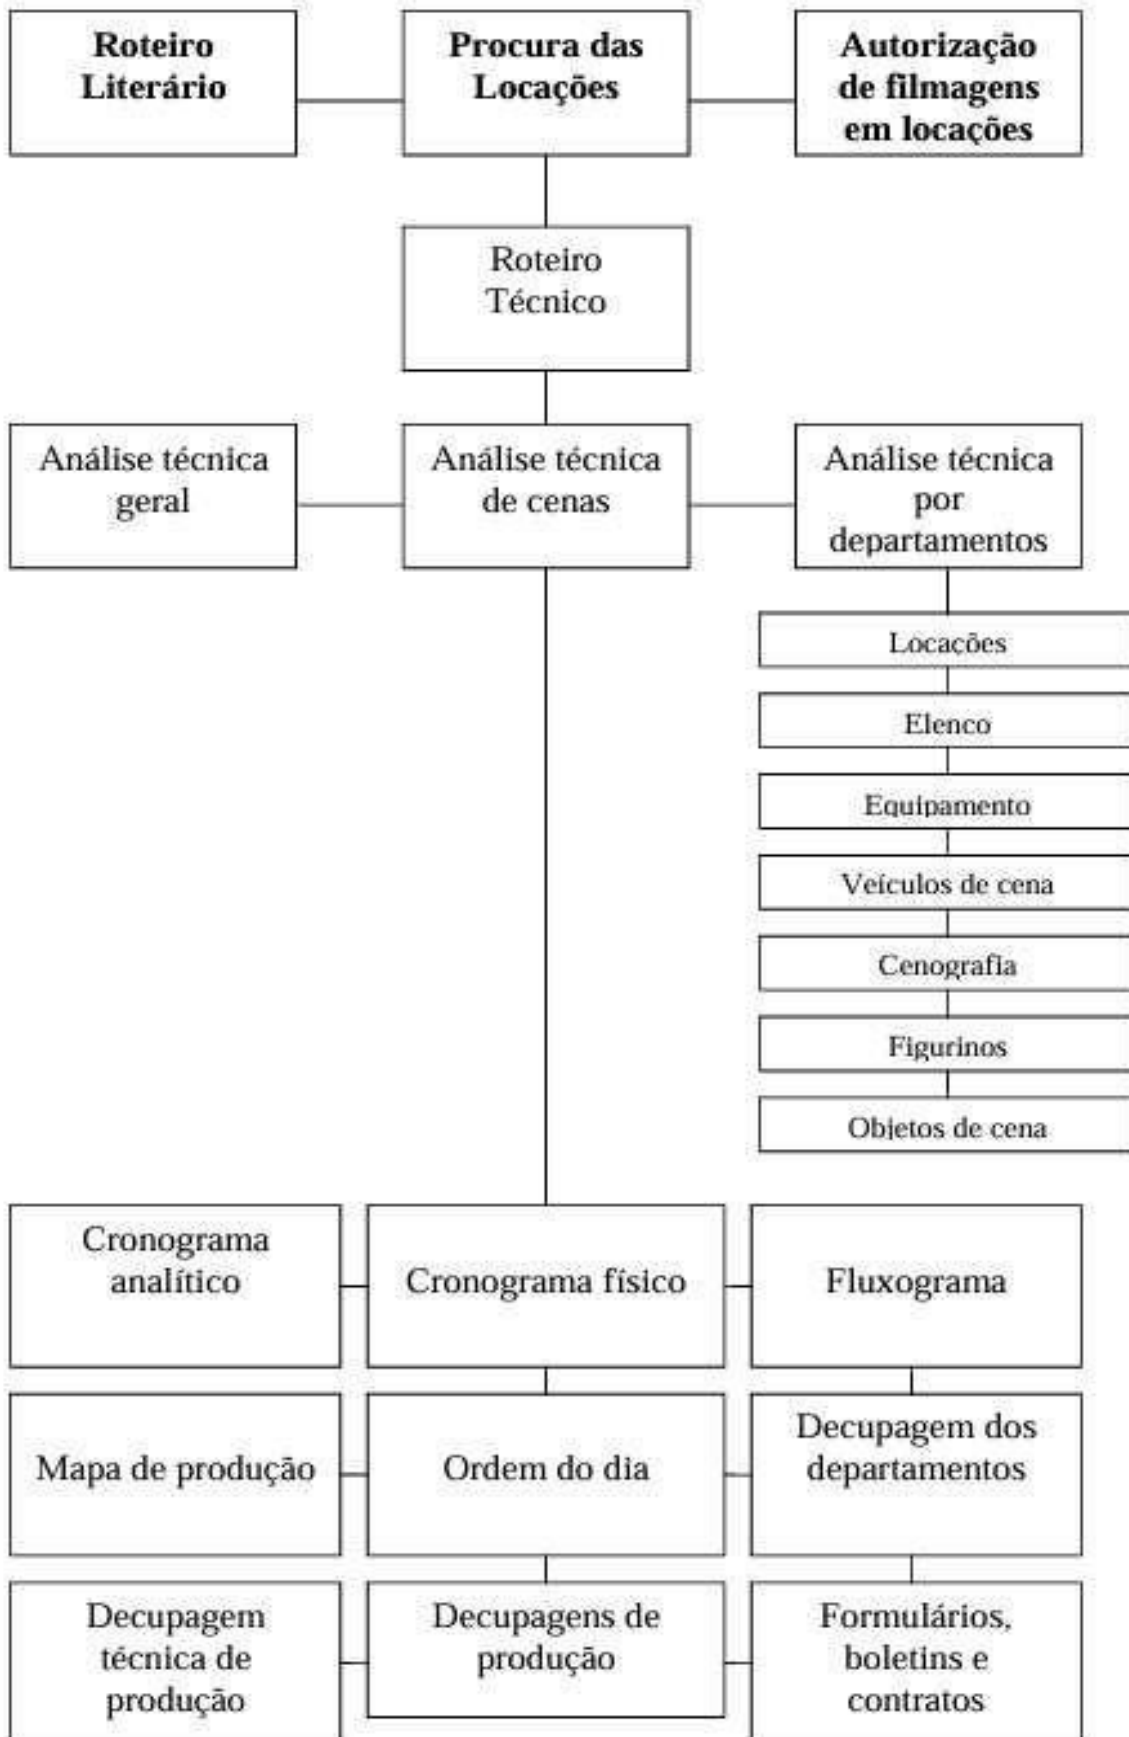 Roteiro
Literário
Procura das
Locações
Autorização
de filmagens
em locações
Roteiro
Técnico
Análise técnica
geral
Análise técnica
de cenas
Análise técnica
por
departamentos
Locações
Elenco
Equipamento
Veículos de cena
Cenografia
Figurinos
Objetos de cena
Cronograma
analítico
Cronograma físico
Fluxograma
Mapa de produção
Ordem do dia
Decupagem dos
departamentos
Decupagem
técnica de
produção
Decupagens de
produção
Formulários,
boletins e
contratos